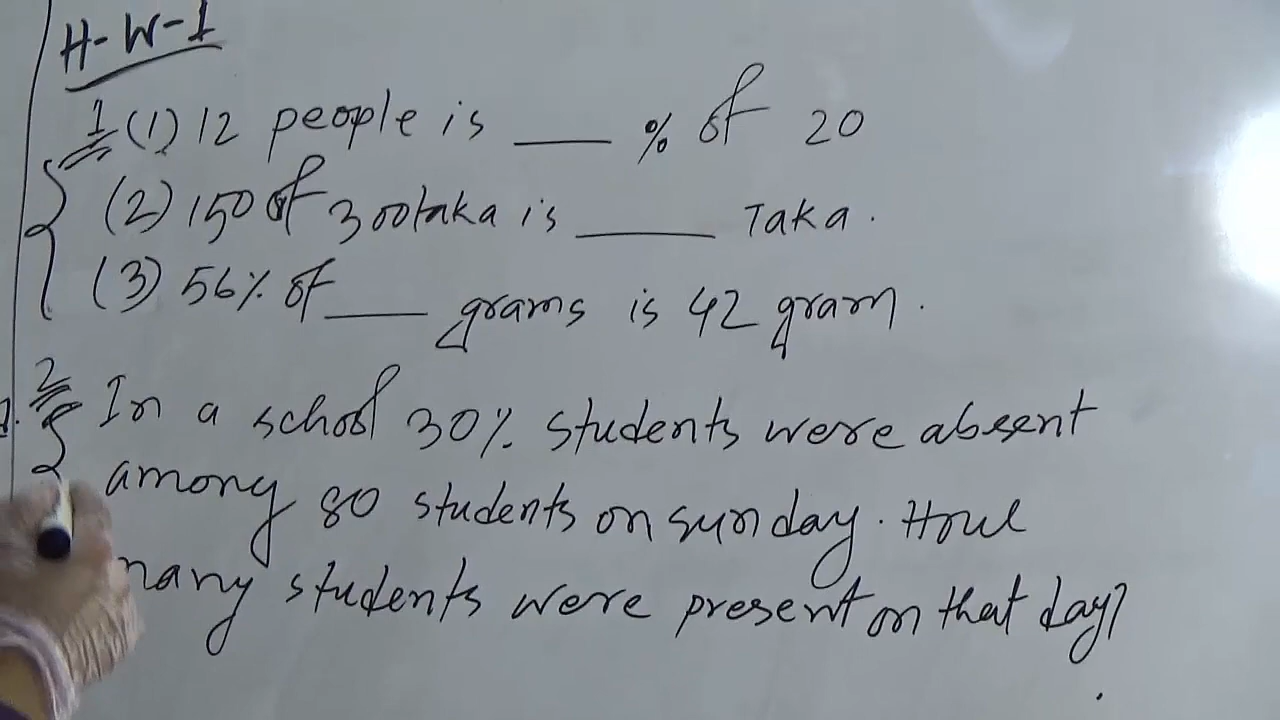 H-W-1
1 (1) 12 people is ___ % of 20
(2) 150 of 300taka is ____ Taka.
(3) 56% of ___ grams is 42 gram.
2 In a school 30% students were absent
among 80 students on sunday. How
many students were present on that day?